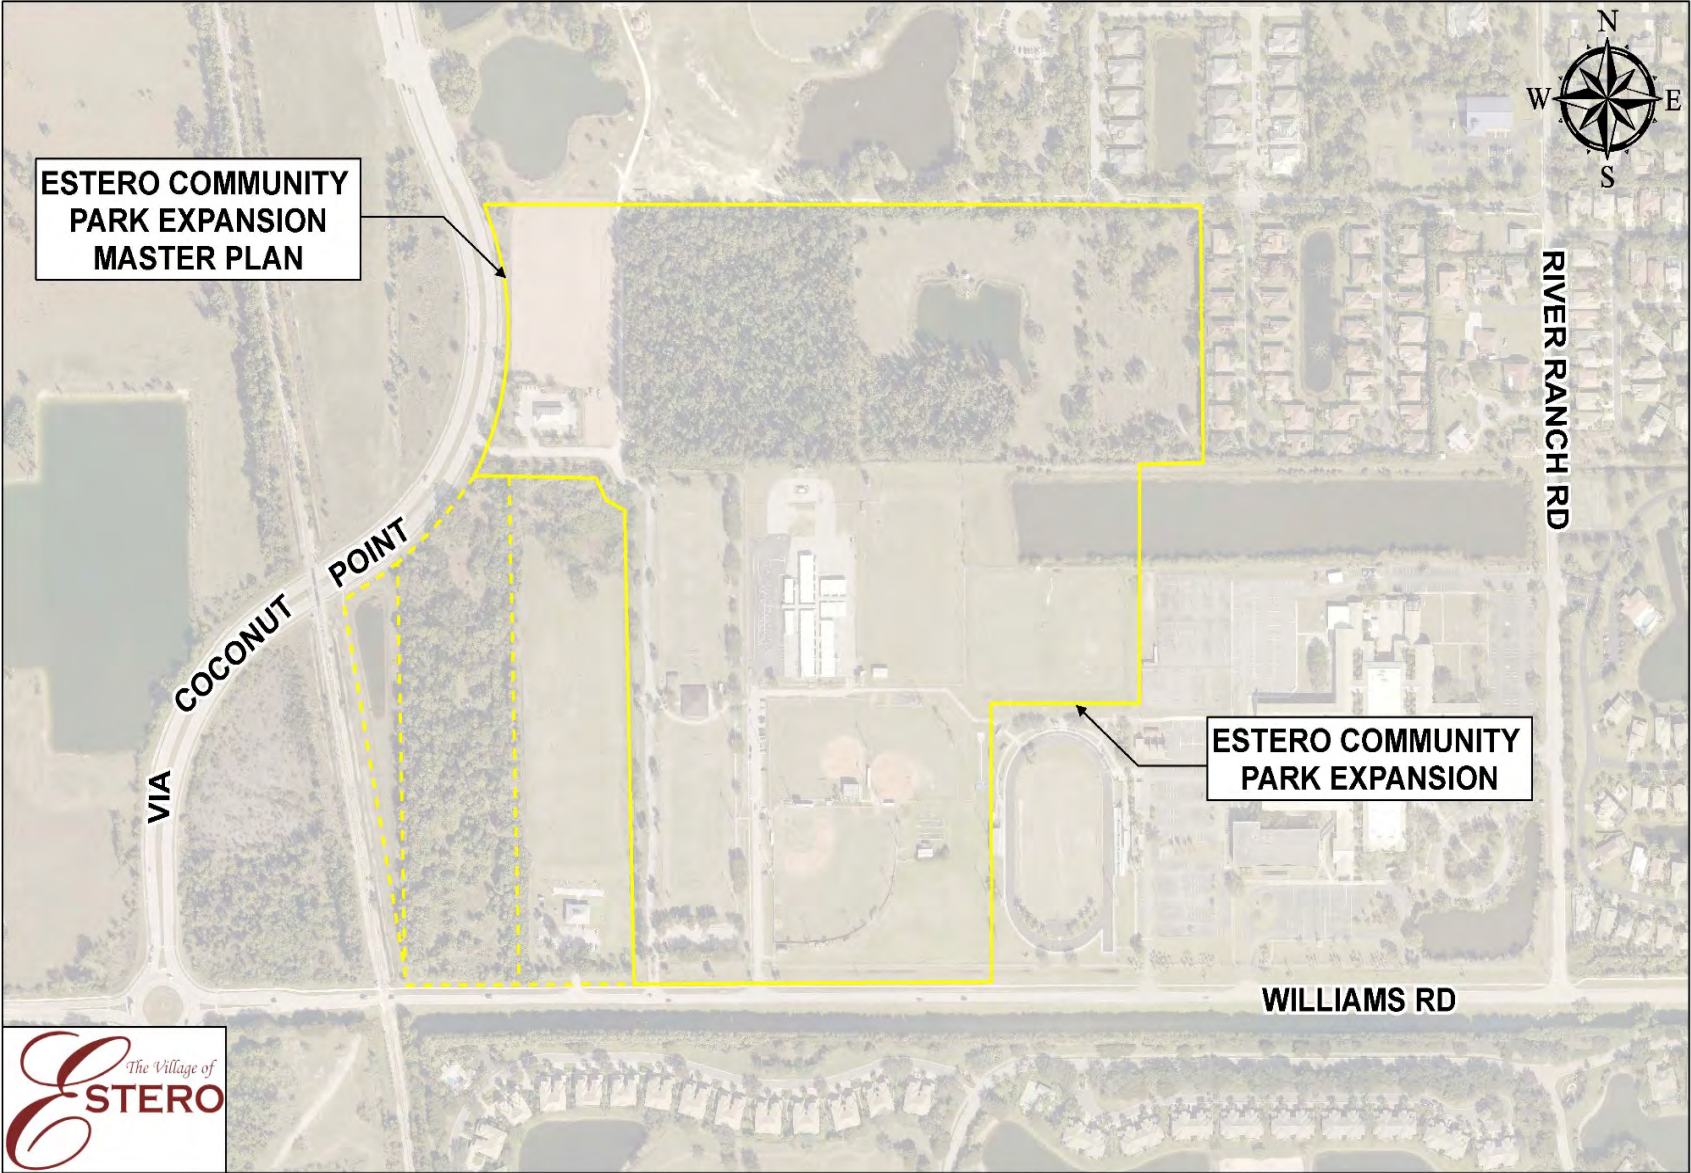 N
W E
S
ESTERO COMMUNITY
PARK EXPANSION
MASTER PLAN
RIVER RANCH RD
VIA COCONUT POINT
ESTERO COMMUNITY
PARK EXPANSION
WILLIAMS RD
The Village of
ESTERO